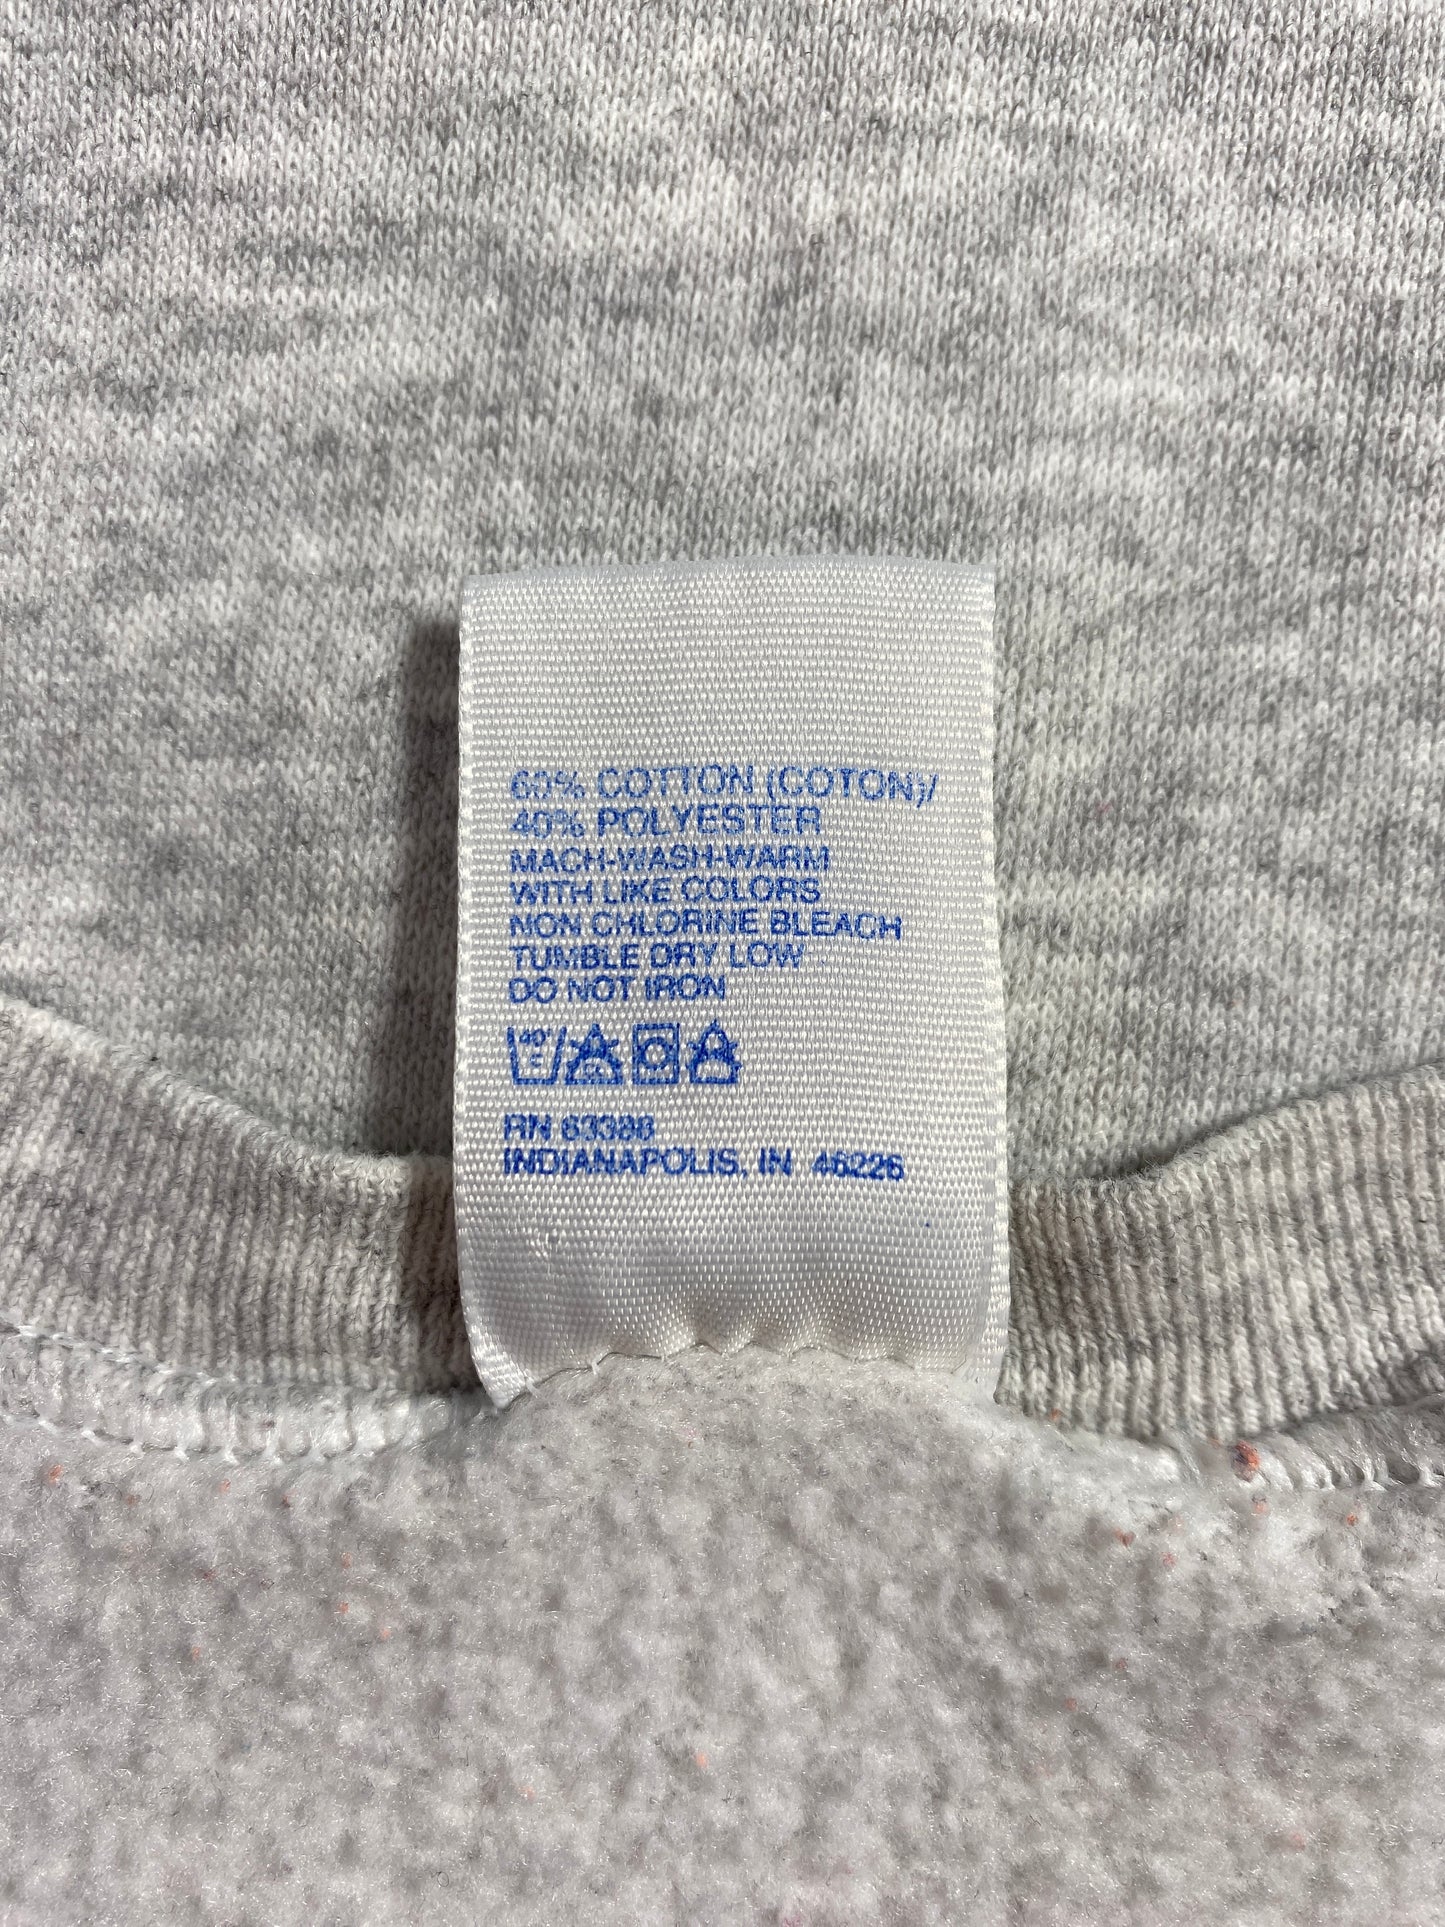 60% COTTON (COTON)/
40% POLYESTER
MACH-WASH-WARM
WITH LIKE COLORS
NON CHLORINE BLEACH
TUMBLE DRY LOW
DO NOT IRON
40°
RN 63388
INDIANAPOLIS, IN 46226